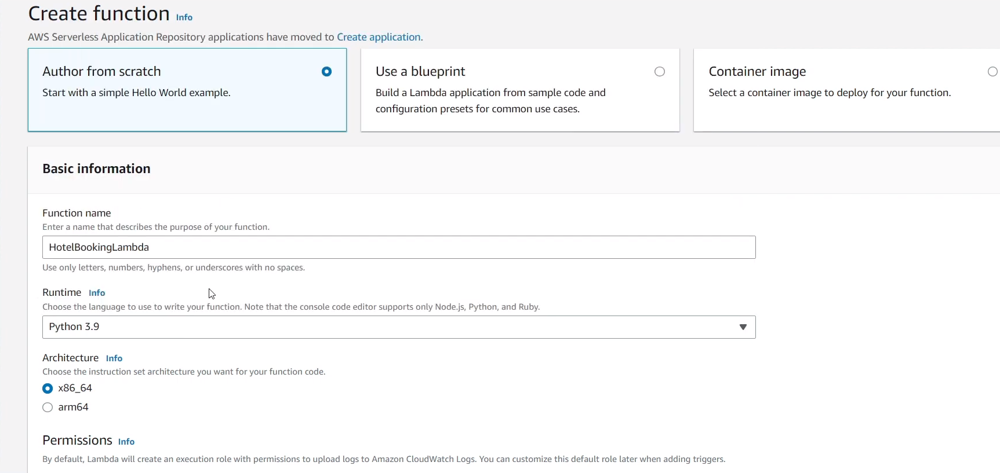 Create function Info
AWS Serverless Application Repository applications have moved to Create application.
Author from scratch
Start with a simple Hello World example.
Use a blueprint
Build a Lambda application from sample code and
configuration presets for common use cases.
Container image
Select a container image to deploy for your function.
Basic information
Function name
Enter a name that describes the purpose of your function.
HotelBookingLambda
Use only letters, numbers, hyphens, or underscores with no spaces.
Runtime Info
Choose the language to use to write your function. Note that the console code editor supports only Node.js, Python, and Ruby.
Python 3.9
Architecture Info
Choose the instruction set architecture you want for your function code.
x86_64
arm64
Permissions Info
By default, Lambda will create an execution role with permissions to upload logs to Amazon CloudWatch Logs. You can customize this default role later when adding triggers.